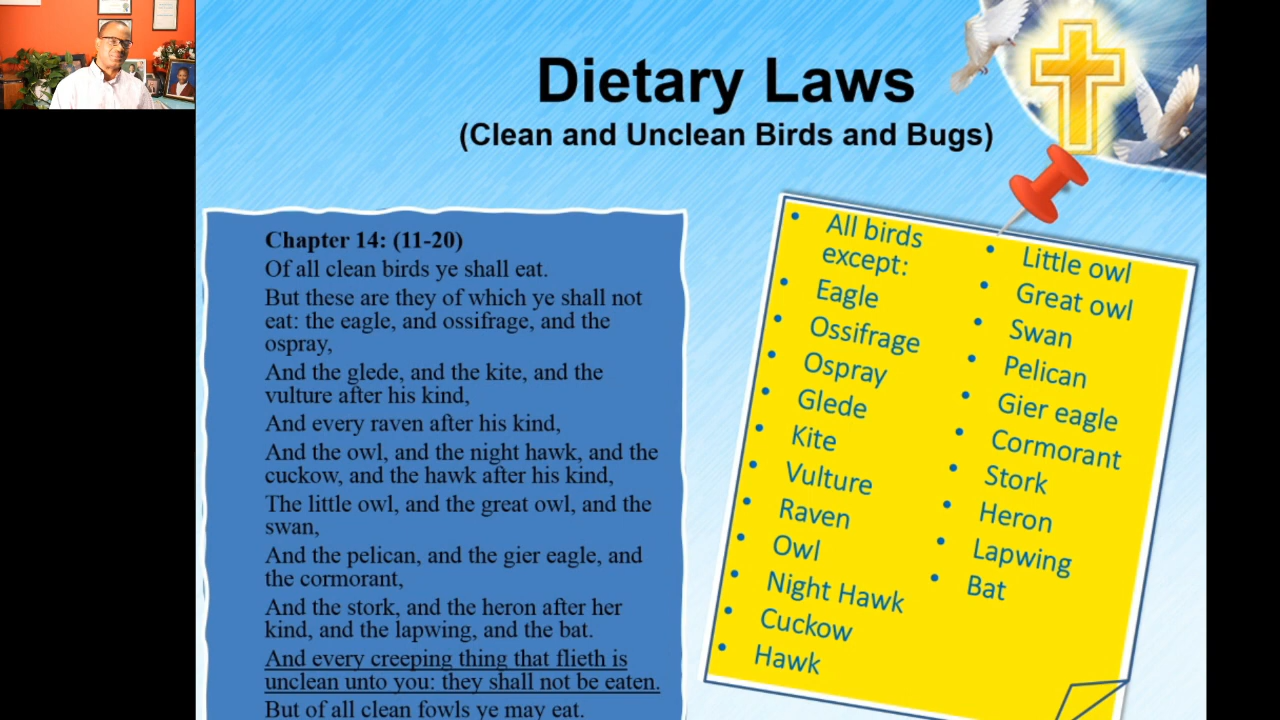 Dietary Laws
(Clean and Unclean Birds and Bugs)
Chapter 14: (11-20)
Of all clean birds ye shall eat.
But these are they of which ye shall not
eat: the eagle, and ossifrage, and the
ospray,
And the glede, and the kite, and the
vulture after his kind,
And every raven after his kind,
And the owl, and the night hawk, and the
cuckow, and the hawk after his kind,
The little owl, and the great owl, and the
swan,
And the pelican, and the gier eagle, and
the cormorant,
And the stork, and the heron after her
kind, and the lapwing, and the bat.
And every creeping thing that flieth is
unclean unto you: they shall not be eaten.
But of all clean fowls ye may eat.
• All birds
except:
• Eagle
• Ossifrage
• Ospray
• Glede
• Kite
• Vulture
• Raven
• Owl
• Night Hawk
• Cuckow
• Hawk
• Little owl
• Great owl
• Swan
• Pelican
• Gier eagle
• Cormorant
• Stork
• Heron
• Lapwing
• Bat